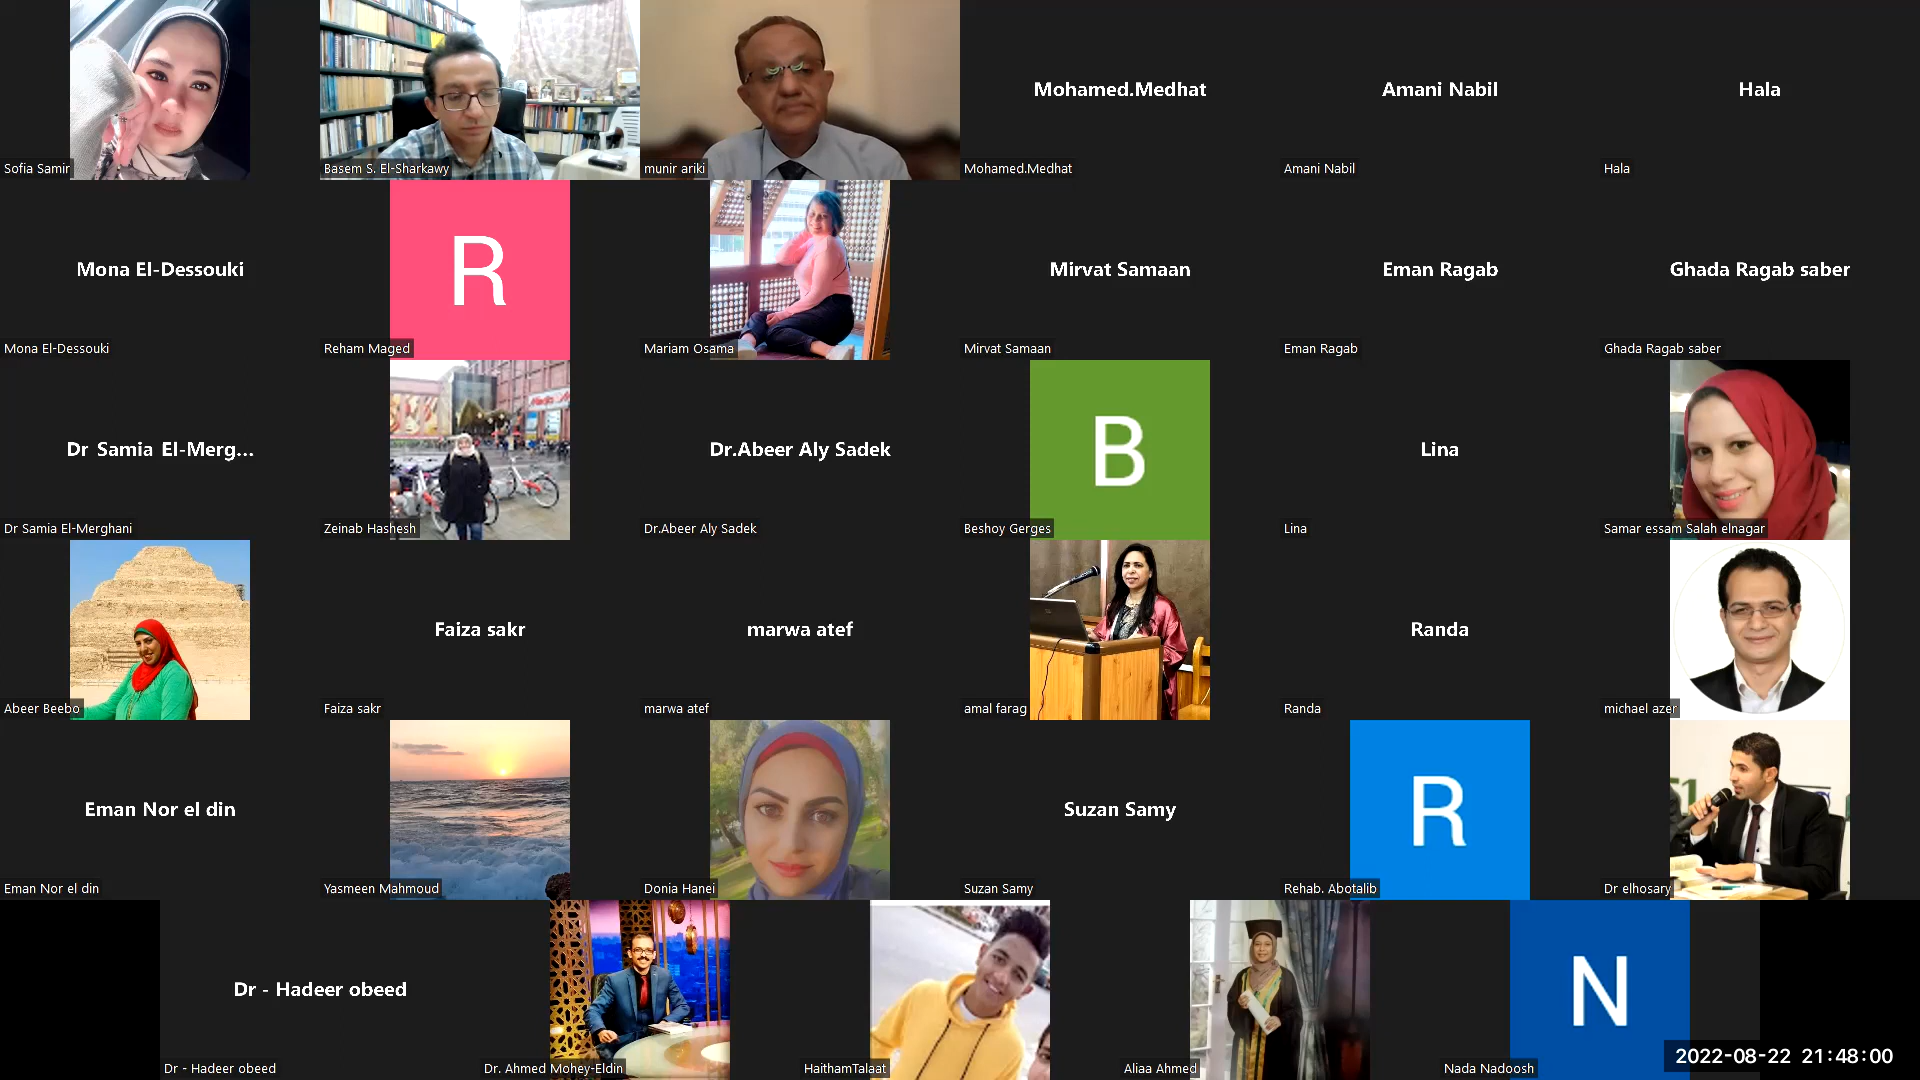 Sofia Samir
Basem S. El-Sharkawy
munir ariki
Mohamed.Medhat
Mohamed.Medhat
Amani Nabil
Amani Nabil
Hala
Hala
Mona El-Dessouki
Mona El-Dessouki
R
Reham Maged
Mariam Osama
Mirvat Samaan
Mirvat Samaan
Eman Ragab
Eman Ragab
Ghada Ragab saber
Ghada Ragab saber
Dr Samia El-Merg...
Dr Samia El-Merghani
Zeinab Hashesh
Dr.Abeer Aly Sadek
Dr.Abeer Aly Sadek
B
Beshoy Gerges
Lina
Lina
Samar essam Salah elnagar
Abeer Beebo
Faiza sakr
Faiza sakr
marwa atef
marwa atef
amal farag
Randa
Randa
michael azer
Eman Nor el din
Eman Nor el din
Yasmeen Mahmoud
Donia Hanei
Suzan Samy
Suzan Samy
R
Rehab. Abotalib
Dr elhosary
Dr - Hadeer obeed
Dr - Hadeer obeed
Dr. Ahmed Mohey-Eldin
HaithamTalaat
Aliaa Ahmed
N
Nada Nadoosh
2022-08-22 21:48:00